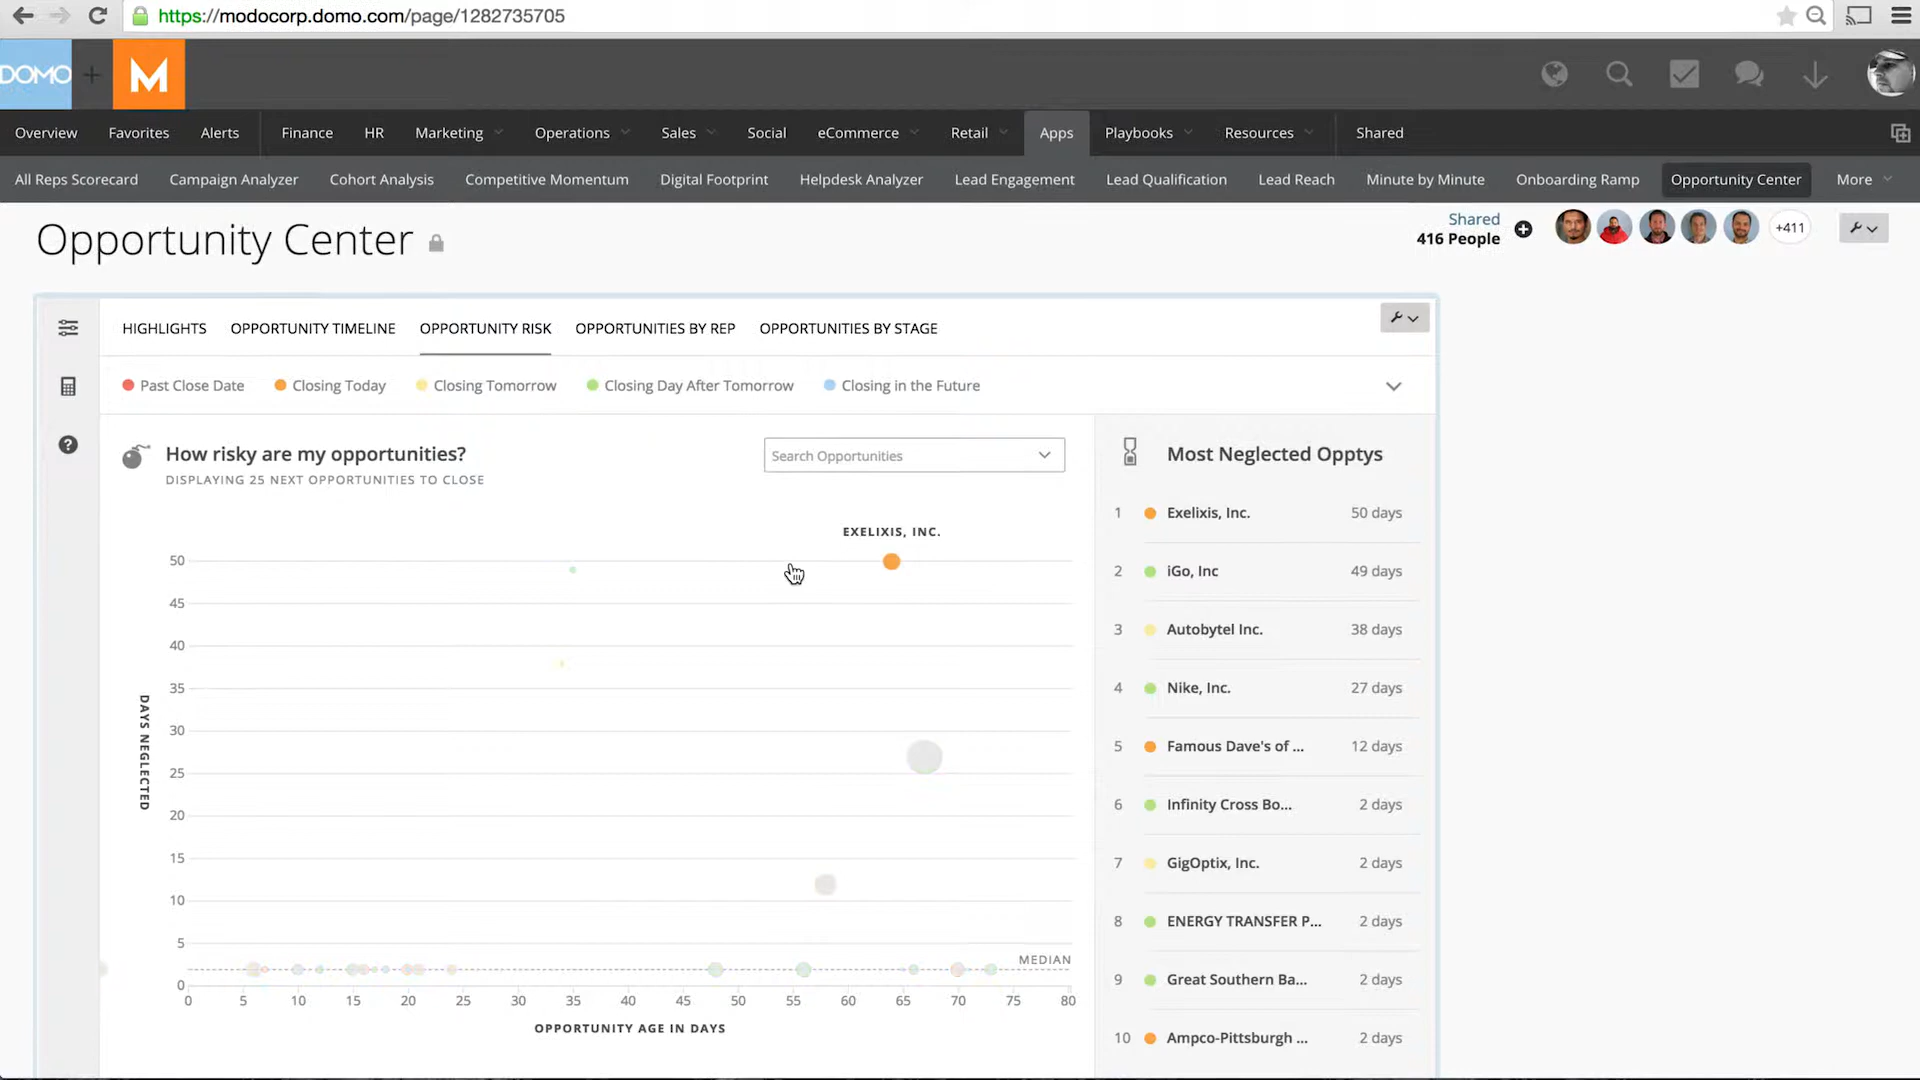 https://modocorp.domo.com/page/1282735705
DOMO + M
Overview Favorites Alerts Finance HR Marketing Operations Sales Social eCommerce Retail Apps Playbooks Resources Shared
All Reps Scorecard Campaign Analyzer Cohort Analysis Competitive Momentum Digital Footprint Helpdesk Analyzer Lead Engagement Lead Qualification Lead Reach Minute by Minute Onboarding Ramp Opportunity Center More
Opportunity Center
Shared
416 People
+411
HIGHLIGHTS OPPORTUNITY TIMELINE OPPORTUNITY RISK OPPORTUNITIES BY REP OPPORTUNITIES BY STAGE
Past Close Date Closing Today Closing Tomorrow Closing Day After Tomorrow Closing in the Future
How risky are my opportunities?
DISPLAYING 25 NEXT OPPORTUNITIES TO CLOSE
Search Opportunities
EXELIXIS, INC.
50
45
40
35
30
25
20
15
10
5
0
DAYS NEGLECTED
MEDIAN
0 5 10 15 20 25 30 35 40 45 50 55 60 65 70 75 80
OPPORTUNITY AGE IN DAYS
Most Neglected Opptys
1 Exelixis, Inc. 50 days
2 iGo, Inc 49 days
3 Autobytel Inc. 38 days
4 Nike, Inc. 27 days
5 Famous Dave's of ... 12 days
6 Infinity Cross Bo... 2 days
7 GigOptix, Inc. 2 days
8 ENERGY TRANSFER P... 2 days
9 Great Southern Ba... 2 days
10 Ampco-Pittsburgh ... 2 days